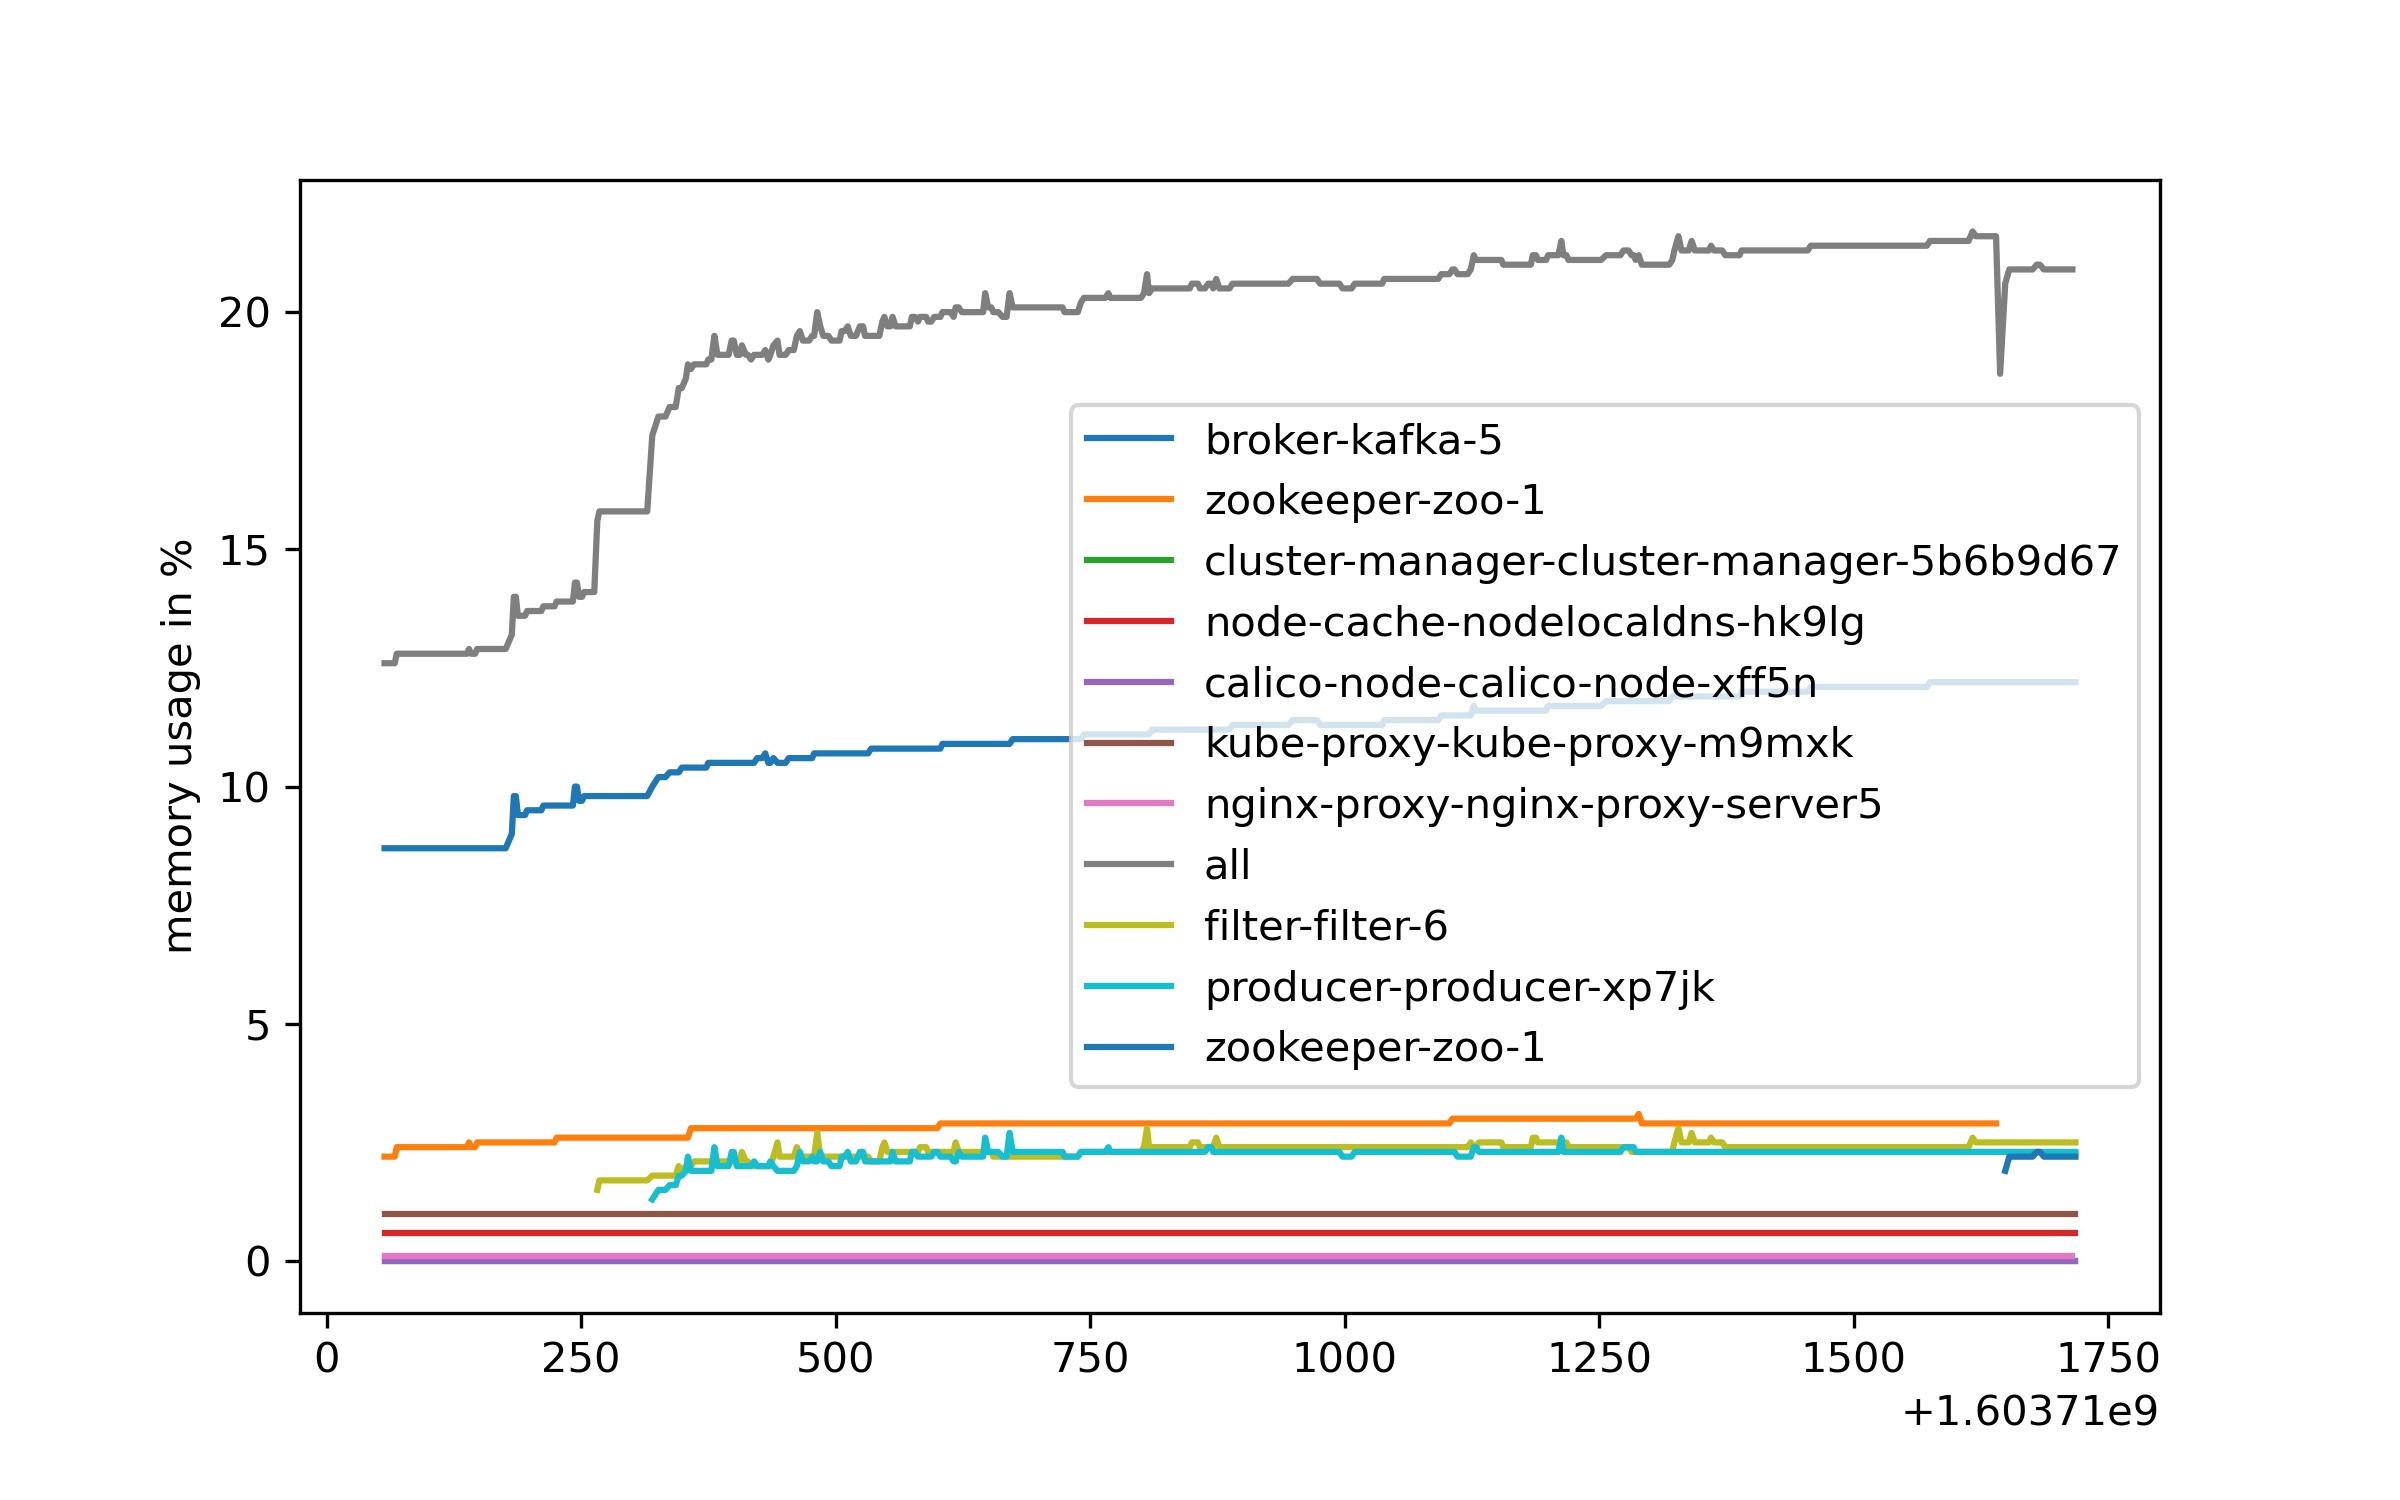 memory usage in %
20
15
10
5
0
broker-kafka-5
zookeeper-zoo-1
cluster-manager-cluster-manager-5b6b9d67
node-cache-nodelocaldns-hk9lg
calico-node-calico-node-xff5n
kube-proxy-kube-proxy-m9mxk
nginx-proxy-nginx-proxy-server5
all
filter-filter-6
producer-producer-xp7jk
zookeeper-zoo-1
0 250 500 750 1000 1250 1500 1750
+1.60371e9